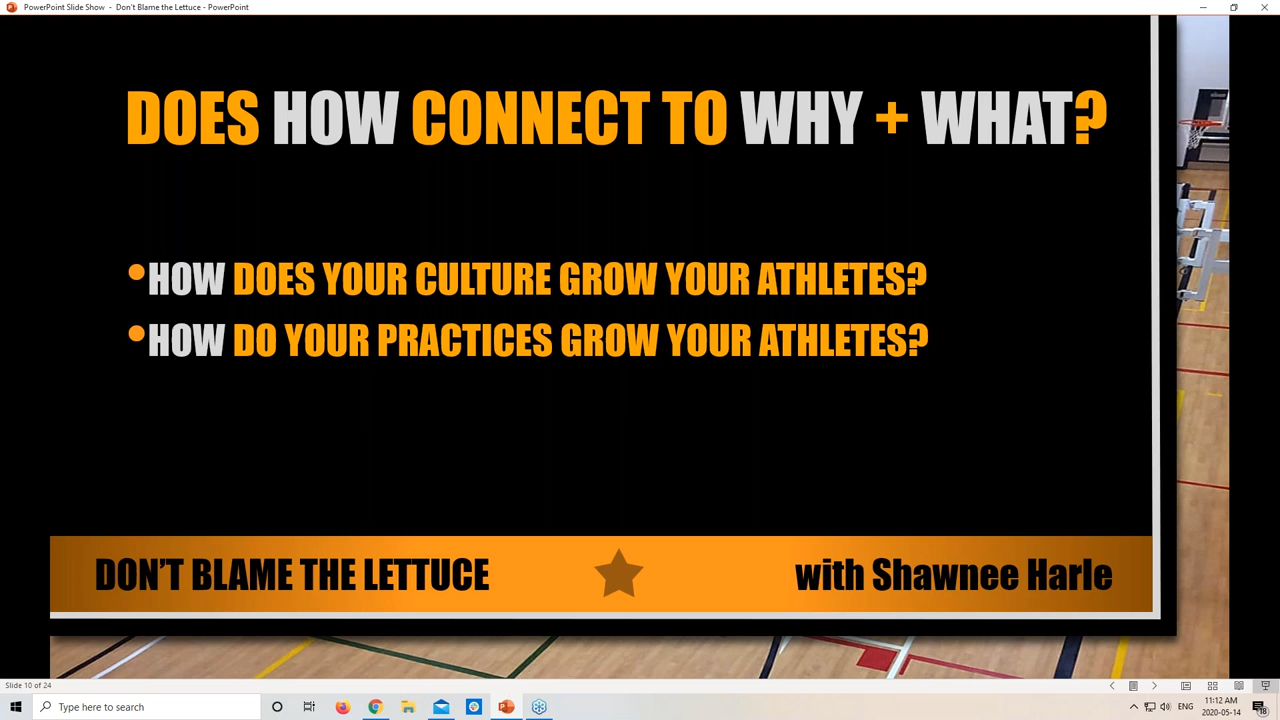 PowerPoint Slide Show - Don't Blame the Lettuce - PowerPoint
DOES HOW CONNECT TO WHY + WHAT?
•HOW DOES YOUR CULTURE GROW YOUR ATHLETES?
•HOW DO YOUR PRACTICES GROW YOUR ATHLETES?
DON'T BLAME THE LETTUCE
with Shawnee Harle
Slide 10 of 24
Type here to search
ENG
11:12 AM
2020-05-14
18